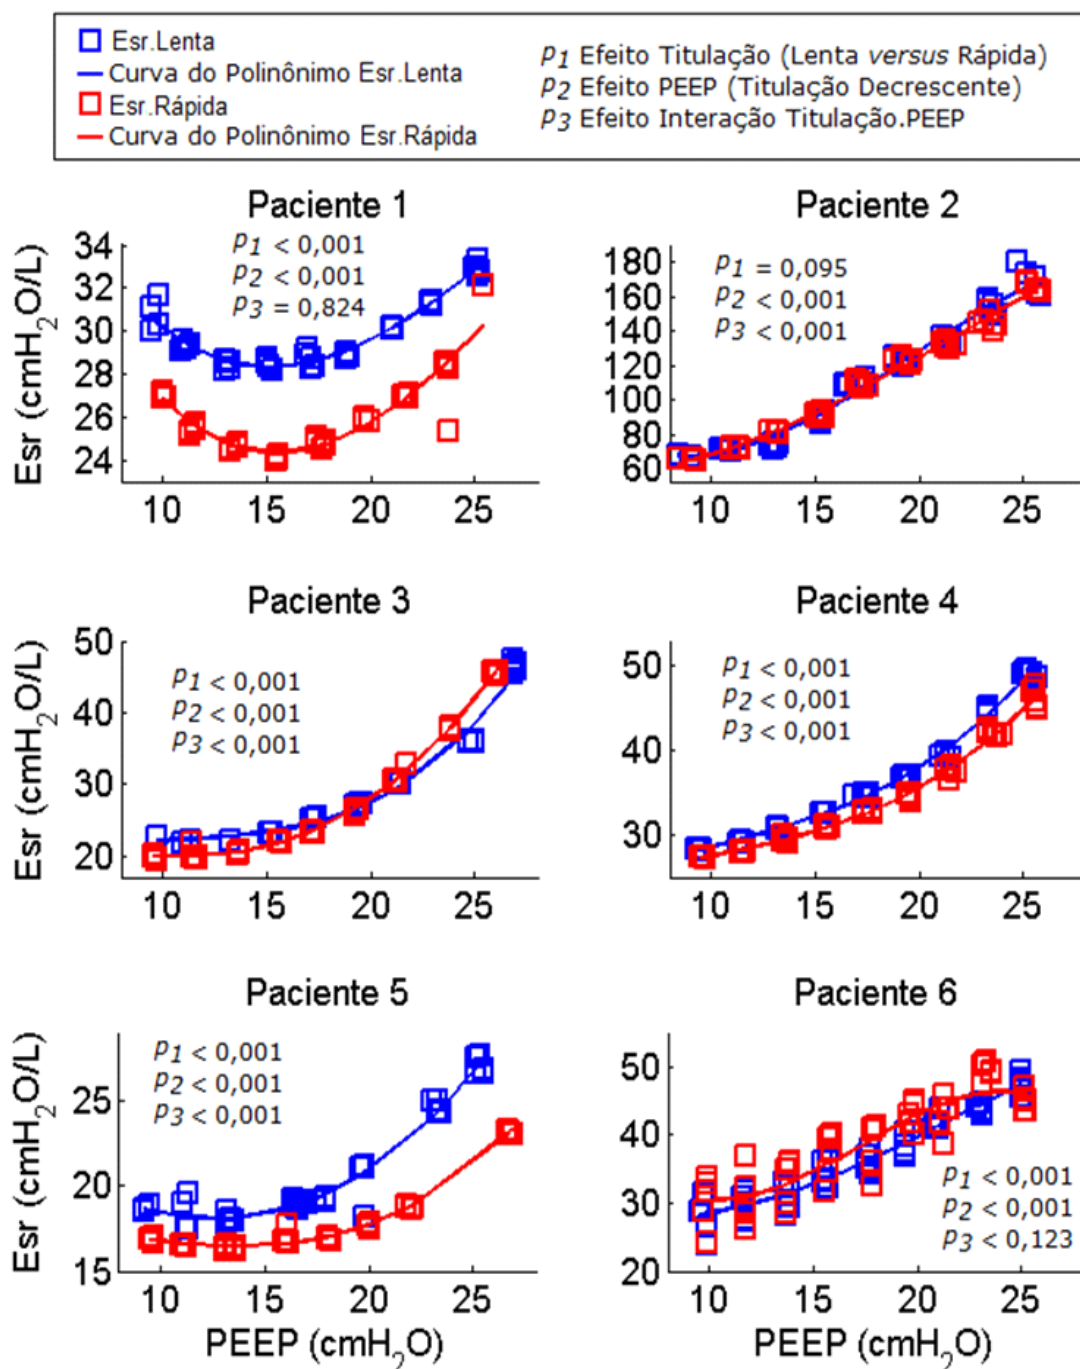 Esr.Lenta
Curva do Polinônimo Esr.Lenta
Esr.Rápida
Curva do Polinônimo Esr.Rápida
p1 Efeito Titulação (Lenta versus Rápida)
p2 Efeito PEEP (Titulação Decrescente)
p3 Efeito Interação Titulação.PEEP
Paciente 1
p1 < 0,001
p2 < 0,001
p3 = 0,824
Esr (cmH2O/L)
34
32
30
28
26
24
10 15 20 25
Paciente 2
p1 = 0,095
p2 < 0,001
p3 < 0,001
180
160
140
120
100
80
60
10 15 20 25
Paciente 3
p1 < 0,001
p2 < 0,001
p3 < 0,001
Esr (cmH2O/L)
50
40
30
20
10 15 20 25
Paciente 4
p1 < 0,001
p2 < 0,001
p3 < 0,001
50
40
30
10 15 20 25
Paciente 5
p1 < 0,001
p2 < 0,001
p3 < 0,001
Esr (cmH2O/L)
25
20
15
10 15 20 25
PEEP (cmH2O)
Paciente 6
50
40
30
20
p1 < 0,001
p2 < 0,001
p3 < 0,123
10 15 20 25
PEEP (cmH2O)